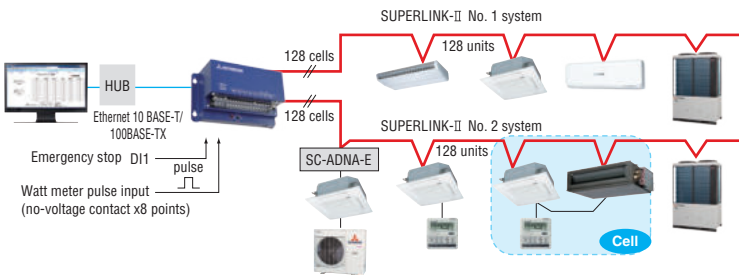 SUPERLINK-II No. 1 system
128 cells
128 units
HUB
Ethernet 10 BASE-T/
100BASE-TX
128 cells
SUPERLINK-II No. 2 system
128 units
Emergency stop DI1
pulse
SC-ADNA-E
Watt meter pulse input
(no-voltage contact x8 points)
Cell